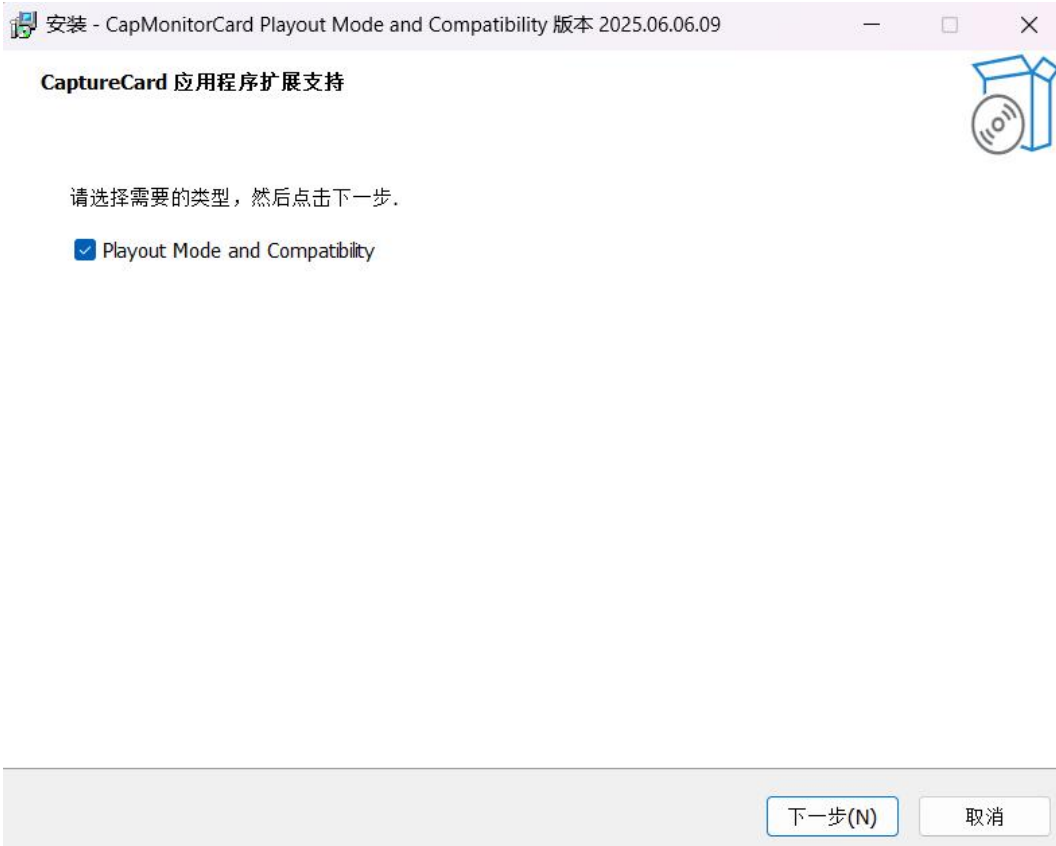 安装 - CapMonitorCard Playout Mode and Compatibility 版本 2025.06.06.09
CaptureCard 应用程序扩展支持
请选择需要的类型，然后点击下一步.
Playout Mode and Compatibility
下一步(N)
取消